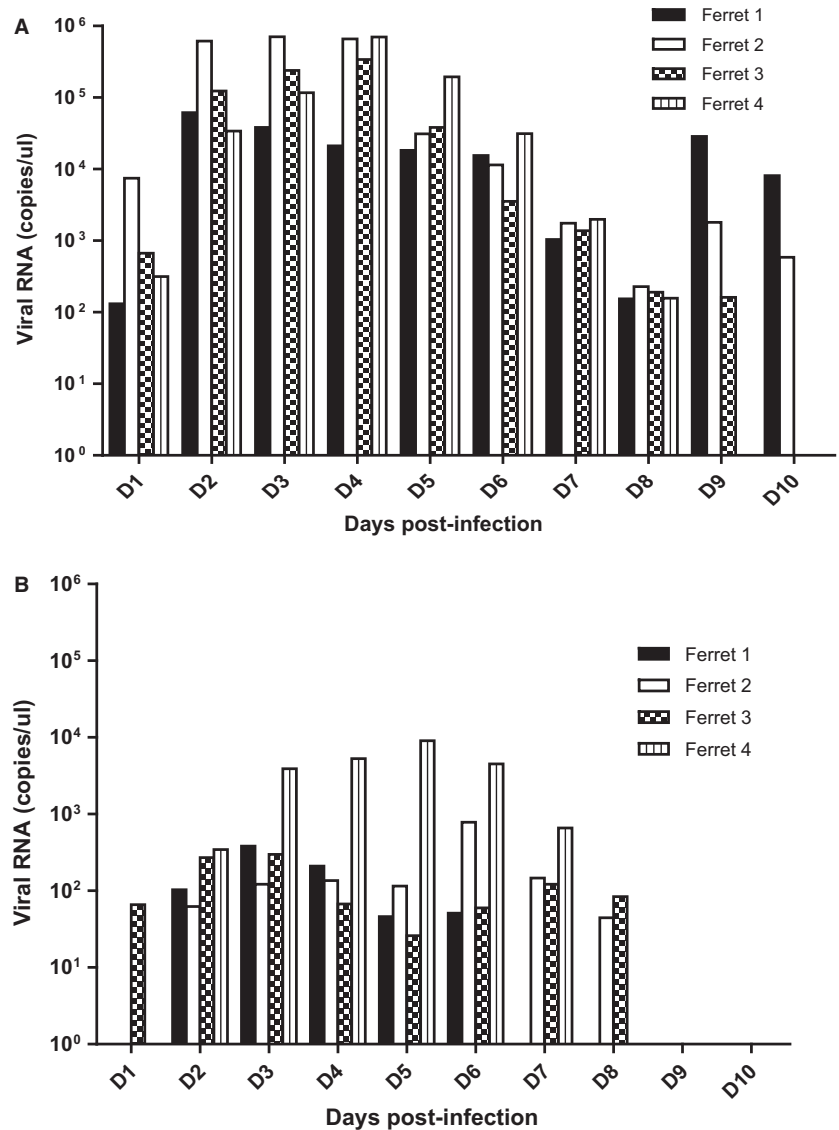 A
Viral RNA (copies/ul)
10⁶
10⁵
10⁴
10³
10²
10¹
10⁰
Ferret 1
Ferret 2
Ferret 3
Ferret 4
D1 D2 D3 D4 D5 D6 D7 D8 D9 D10
Days post-infection
B
Viral RNA (copies/ul)
10⁶
10⁵
10⁴
10³
10²
10¹
10⁰
Ferret 1
Ferret 2
Ferret 3
Ferret 4
D1 D2 D3 D4 D5 D6 D7 D8 D9 D10
Days post-infection